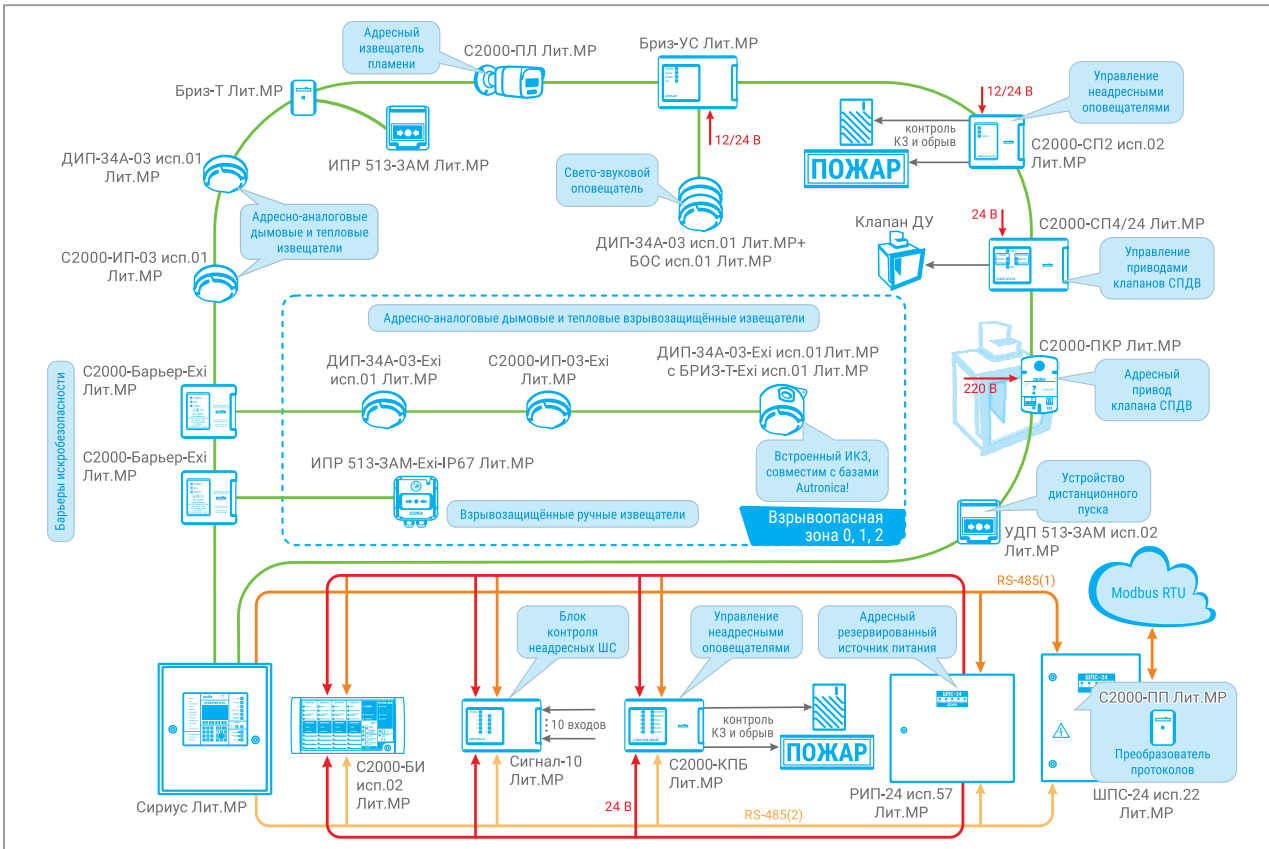 Адресный
извещатель
пламени
С2000-ПЛ Лит.МР
Бриз-УС Лит.МР
12/24 В
Управление
неадресными
оповещателями
Бриз-Т Лит.МР
ИПР 513-3АМ Лит.МР
12/24 В
контроль
КЗ и обрыв
ПОЖАР
С2000-СП2 исп.02
Лит.МР
ДИП-34А-03 исп.01
Лит.МР
Свето-звуковой
оповещатель
Адресно-аналоговые
дымовые и тепловые
извещатели
ДИП-34А-03 исп.01 Лит.МР+
БОС исп.01 Лит.МР
Клапан ДУ
24 В
С2000-СП4/24 Лит.МР
Управление
приводами
клапанов СПДВ
С2000-ИП-03 исп.01
Лит.МР
Адресно-аналоговые дымовые и тепловые взрывозащищённые извещатели
Барьеры искробезопасности
С2000-Барьер-Exi
Лит.МР
ДИП-34А-03-Exi
исп.01 Лит.МР
С2000-ИП-03-Exi
Лит.МР
ДИП-34А-03-Exi исп.01Лит.МР
с БРИЗ-Т-Exi исп.01 Лит.МР
С2000-ПКР Лит.МР
220 В
Адресный
привод
клапана СПДВ
С2000-Барьер-Exi
Лит.МР
ИПР 513-3АМ-Exi-IP67 Лит.МР
Взрывозащищённые ручные извещатели
Встроенный ИКЗ,
совместим с базами
Autronica!
Взрывоопасная
зона 0, 1, 2
Устройство
дистанционного
пуска
УДП 513-3АМ исп.02
Лит.МР
RS-485(1)
Modbus RTU
Блок
контроля
неадресных ШС
Управление
неадресными
оповещателями
Адресный
резервированный
источник питания
ШПС-24
ШПС-24
С2000-ПП Лит.МР
Преобразователь
протоколов
10 входов
контроль
КЗ и обрыв
ПОЖАР
Сириус Лит.МР
С2000-БИ
исп.02
Лит.МР
Сигнал-10
Лит.МР
С2000-КПБ
Лит.МР
РИП-24 исп.57
Лит.МР
ШПС-24 исп.22
Лит.МР
24 В
RS-485(2)